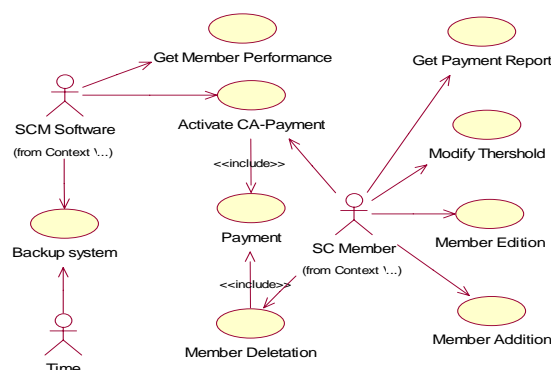 Get Member Performance
Get Payment Report
SCM Software
(from Context \...)
Activate CA-Payment
Modify Thershold
<<include>>
Payment
SC Member
(from Context \...)
Member Edition
Backup system
<<include>>
Member Deletation
Member Addition
Time